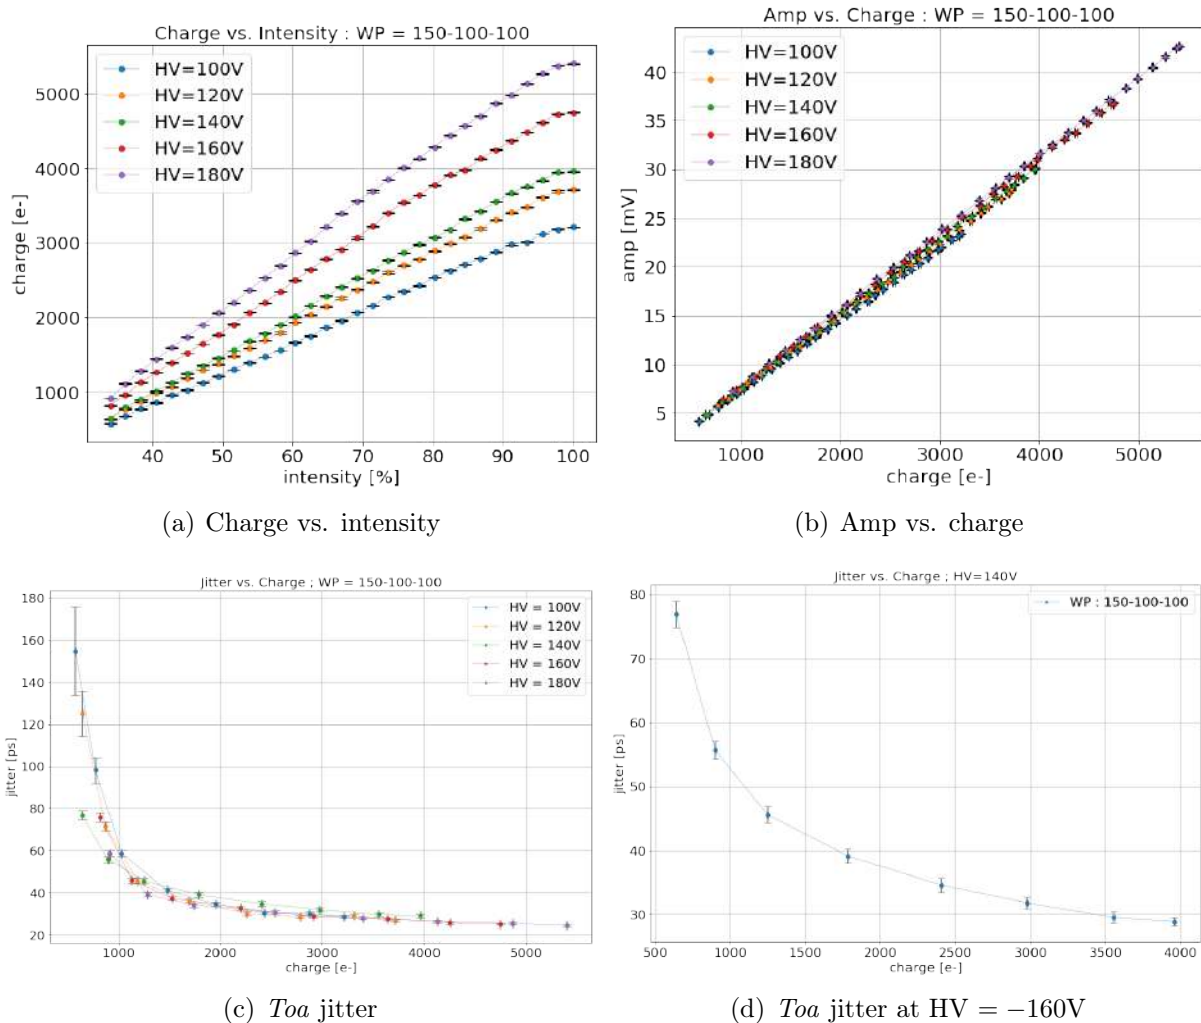 Charge vs. Intensity : WP = 150-100-100
HV=100V
HV=120V
HV=140V
HV=160V
HV=180V
5000
4000
3000
2000
1000
charge [e-]
40 50 60 70 80 90 100
intensity [%]
(a) Charge vs. intensity
Amp vs. Charge : WP = 150-100-100
HV=100V
HV=120V
HV=140V
HV=160V
HV=180V
40
35
30
25
20
15
10
5
amp [mV]
1000 2000 3000 4000 5000
charge [e-]
(b) Amp vs. charge
Jitter vs. Charge ; WP = 150-100-100
HV = 100V
HV = 120V
HV = 140V
HV = 160V
HV = 180V
180
160
140
120
100
80
60
40
20
jitter [ps]
1000 2000 3000 4000 5000
charge [e-]
(c) Toa jitter
Jitter vs. Charge ; HV=140V
WP : 150-100-100
80
70
60
50
40
30
jitter [ps]
500 1000 1500 2000 2500 3000 3500 4000
charge [e-]
(d) Toa jitter at HV = −160V